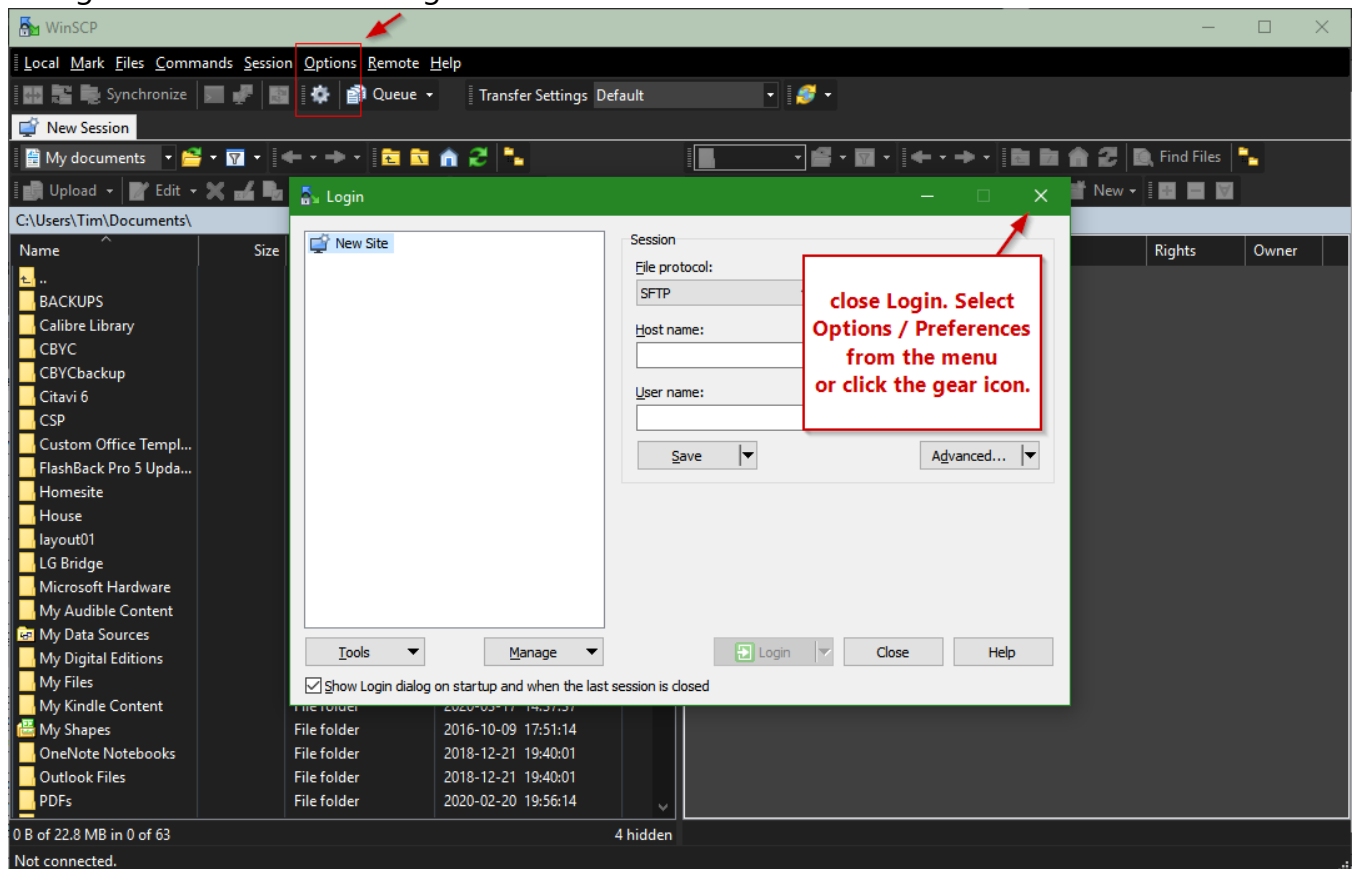 WinSCP
Local Mark Files Commands Session Options Remote Help
Synchronize Queue Transfer Settings Default
New Session
My documents Find Files
Upload Edit New
C:\Users\Tim\Documents\
Name Size Rights Owner
..
BACKUPS
Calibre Library
CBYC
CBYCbackup
Citavi 6
CSP
Custom Office Templ...
FlashBack Pro 5 Upda...
Homesite
House
layout01
LG Bridge
Microsoft Hardware
My Audible Content
My Data Sources
My Digital Editions
My Files
My Kindle Content
My Shapes File folder 2016-10-09 17:51:14
OneNote Notebooks File folder 2018-12-21 19:40:01
Outlook Files File folder 2018-12-21 19:40:01
PDFs File folder 2020-02-20 19:56:14
0 B of 22.8 MB in 0 of 63 4 hidden
Not connected.
Login
New Site
Session
File protocol:
SFTP
Host name:
User name:
Save Advanced...
close Login. Select
Options / Preferences
from the menu
or click the gear icon.
Tools Manage Login Close Help
Show Login dialog on startup and when the last session is closed